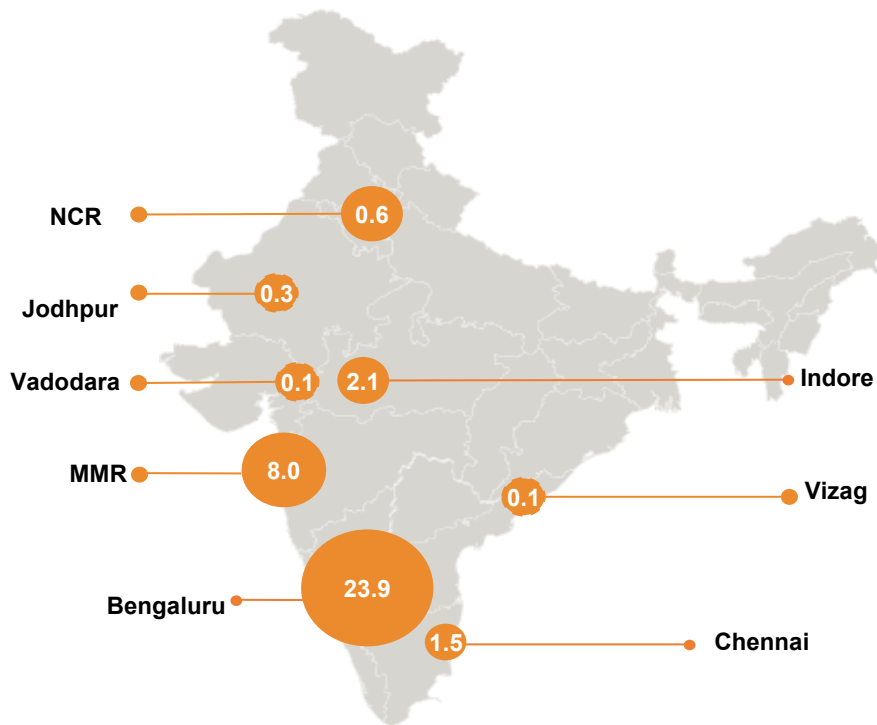 NCR
0.6
Jodhpur
0.3
Vadodara
0.1
2.1
Indore
MMR
8.0
0.1
Vizag
Bengaluru
23.9
1.5
Chennai